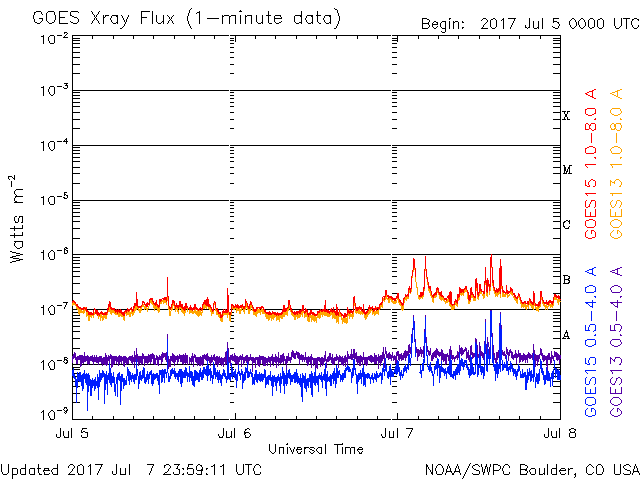 GOES Xray Flux (1-minute data)
Begin: 2017 Jul 5 0000 UTC
10⁻²
10⁻³
10⁻⁴
10⁻⁵
10⁻⁶
10⁻⁷
10⁻⁸
10⁻⁹
Watts m⁻²
X
M
C
B
A
GOES15 1.0-8.0 A
GOES13 1.0-8.0 A
GOES15 0.5-4.0 A
GOES13 0.5-4.0 A
Jul 5
Jul 6
Jul 7
Jul 8
Universal Time
Updated 2017 Jul 7 23:59:11 UTC
NOAA/SWPC Boulder, CO USA